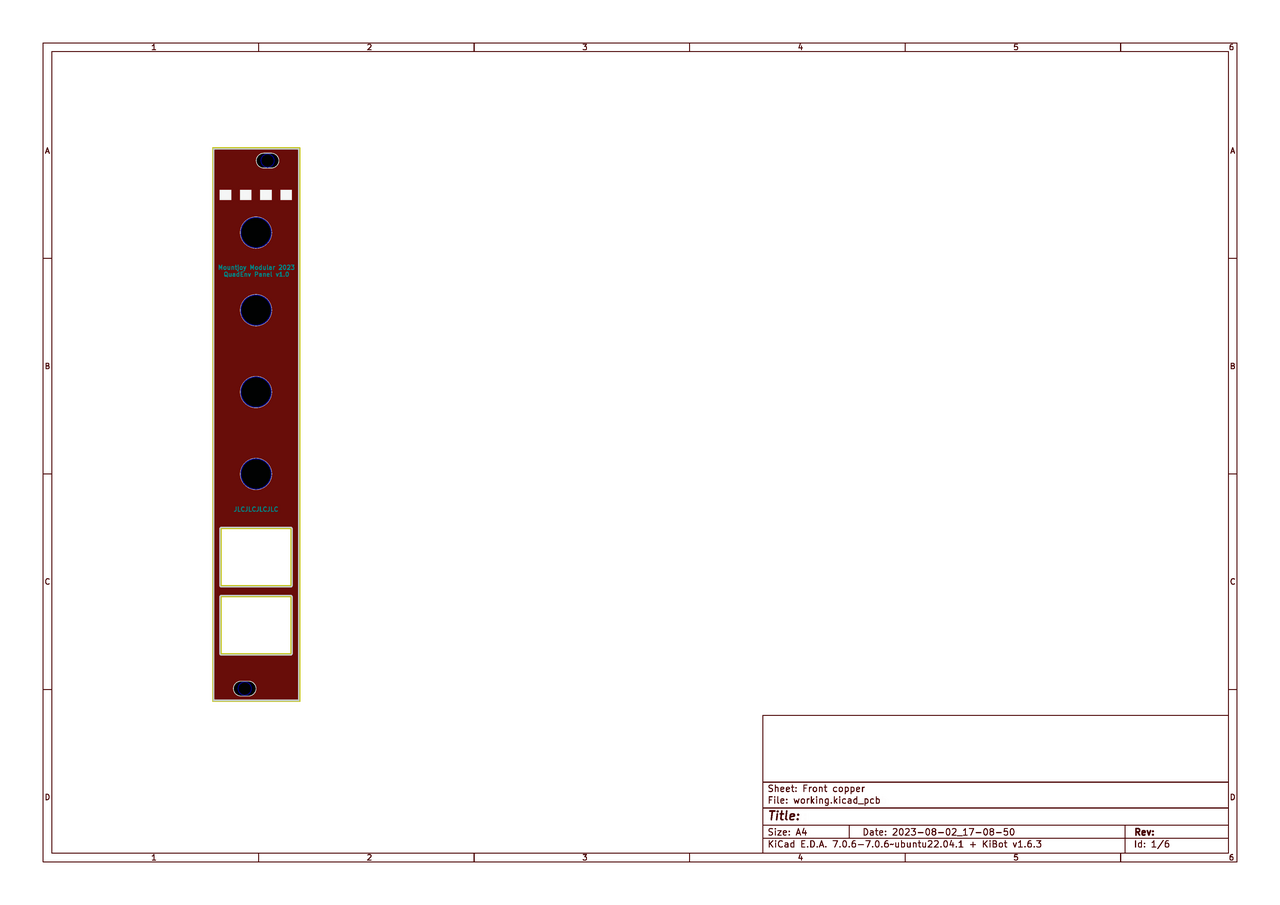 1 2 3 4 5 6
A A
Mountjoy Modular 2023
QuadEnv Panel v1.0
B B
JLCJLCJLCJLC
C C
Sheet: Front copper
File: working.kicad_pcb
D D
Title:
Size: A4 Date: 2023-08-02_17-08-50 Rev:
KiCad E.D.A. 7.0.6-7.0.6~ubuntu22.04.1 + KiBot v1.6.3 Id: 1/6
1 2 3 4 5 6